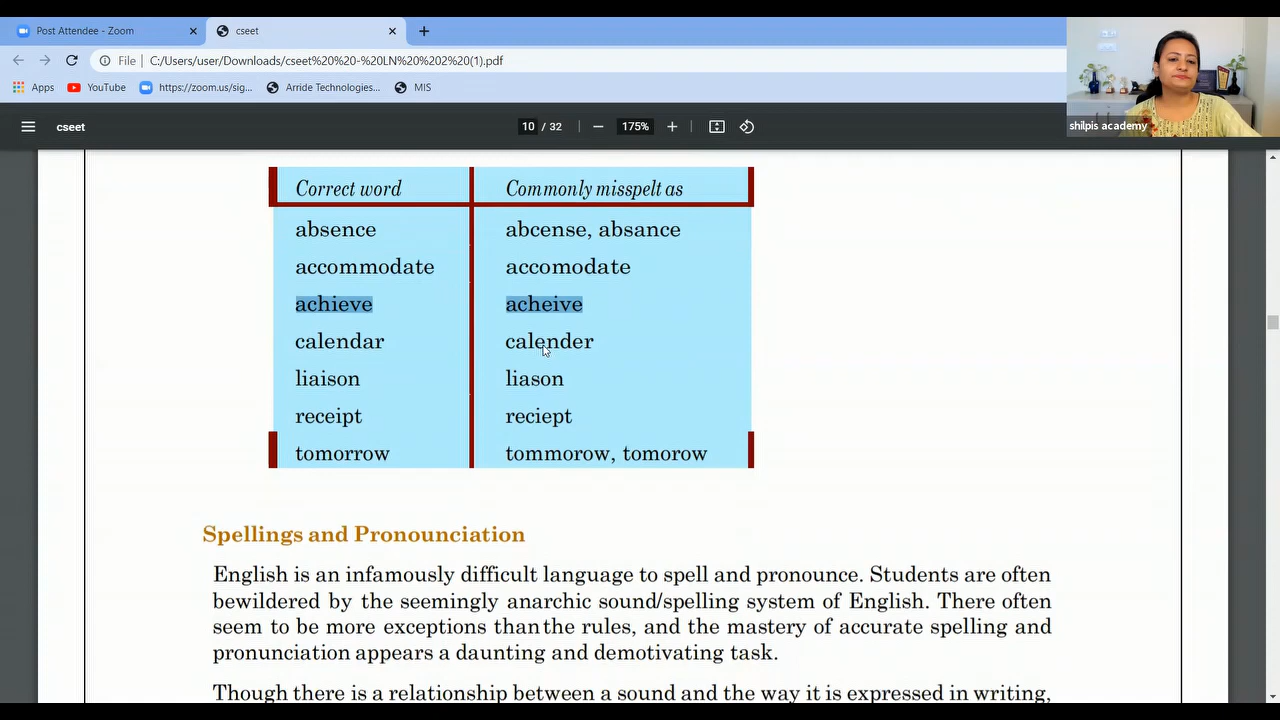 Post Attendee - Zoom
cseet
File
C:/Users/user/Downloads/cseet%20%20-%20LN%20%202%20(1).pdf
Apps
YouTube
https://zoom.us/sig...
Arride Technologies...
MIS
shilpis academy
cseet
10 / 32
175%
Correct word Commonly misspelt as
absence abcense, absance
accommodate accomodate
achieve acheive
calendar calender
liaison liason
receipt reciept
tomorrow tommorow, tomorow
Spellings and Pronounciation
English is an infamously difficult language to spell and pronounce. Students are often
bewildered by the seemingly anarchic sound/spelling system of English. There often
seem to be more exceptions than the rules, and the mastery of accurate spelling and
pronunciation appears a daunting and demotivating task.
Though there is a relationship between a sound and the way it is expressed in writing,